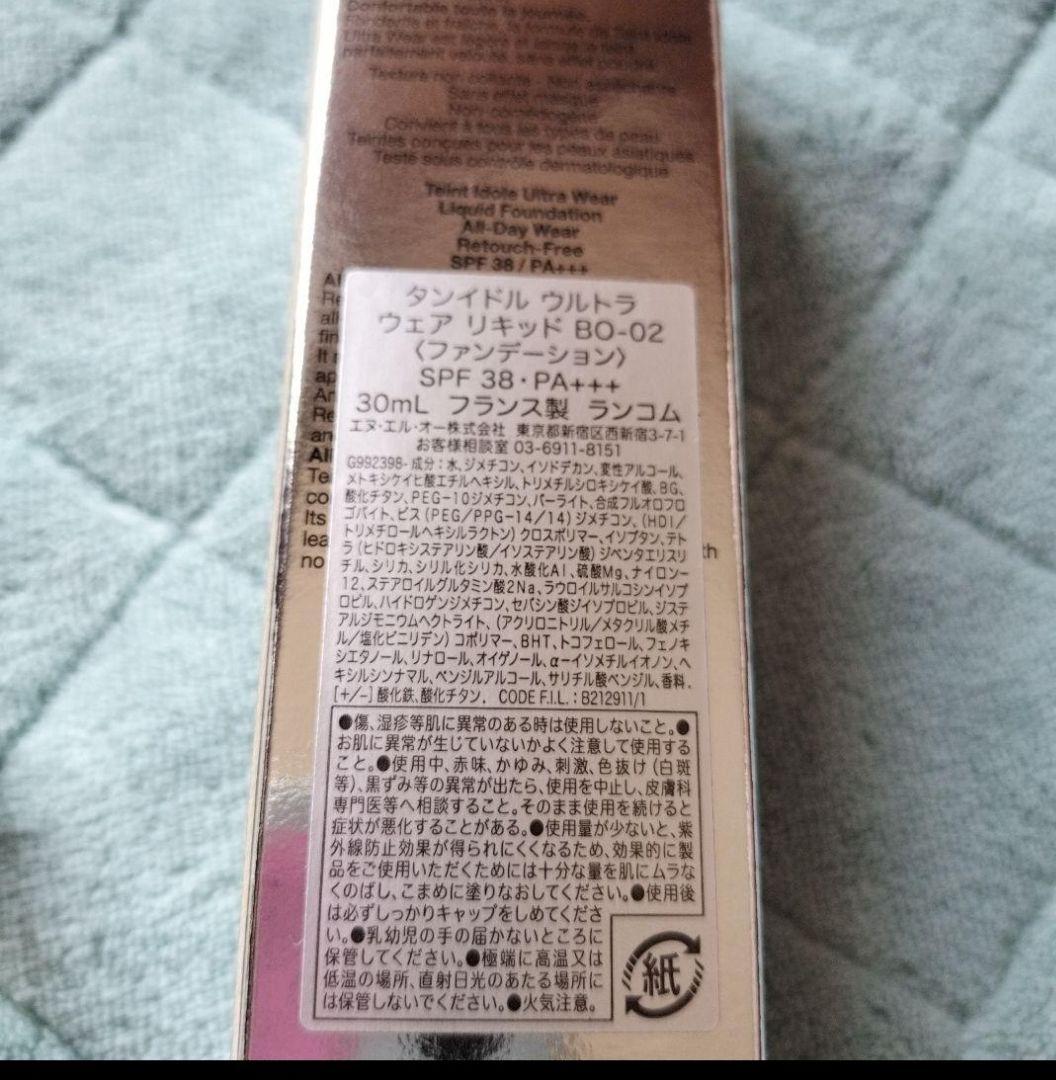 Confortable toute la journée.
parfaitement velouté, sans effet poudré.
Texture non collante. Non asséchante
Sans effet masque
Non comédogène
Convient à tous les types de peau
Teintes conçues pour les peaux asiatiques
Testé sous contrôle dermatologique
Teint Idole Ultra Wear
Liquid Foundation
All-Day Wear
Retouch-Free
SPF 38 / PA+++
タンイドル ウルトラ
ウェア リキッド BO-02
〈ファンデーション〉
SPF 38・PA+++
30mL フランス製 ランコム
エヌ・エル・オー株式会社 東京都新宿区西新宿3-7-1
お客様相談室 03-6911-8151
G992398- 成分：水、ジメチコン、イソドデカン、変性アルコール、
メトキシケイヒ酸エチルヘキシル、トリメチルシロキシケイ酸、BG、
酸化チタン、PEG-10ジメチコン、パーライト、合成フルオロフロ
ゴパイト、ビス（PEG/PPG-14/14）ジメチコン、（HDI/
トリメチロールヘキシルラクトン）クロスポリマー、イソブタン、テト
ラ（ヒドロキシステアリン酸/イソステアリン酸）ジペンタエリスリ
チル、シリカ、シリル化シリカ、水酸化Al、硫酸Mg、ナイロン-
12、ステアロイルグルタミン酸2Na、ラウロイルサルコシンイソプ
ロピル、ハイドロゲンジメチコン、セバシン酸ジイソプロピル、ジステ
アルジモニウムヘクトライト、（アクリロニトリル/メタクリル酸メチ
ル/塩化ビニリデン）コポリマー、BHT、トコフェロール、フェノキ
シエタノール、リナロール、オイゲノール、α-イソメチルイオノン、ヘ
キシルシンナマル、ベンジルアルコール、サリチル酸ベンジル、香料、
[+/-] 酸化鉄、酸化チタン, CODE F.I.L. : B212911/1
●傷、湿疹等肌に異常のある時は使用しないこと。●
お肌に異常が生じていないかよく注意して使用する
こと。●使用中、赤味、かゆみ、刺激、色抜け（白斑
等）、黒ずみ等の異常が出たら、使用を中止し、皮膚科
専門医等へ相談すること。そのまま使用を続けると
症状が悪化することがある。●使用量が少ないと、紫
外線防止効果が得られにくくなるため、効果的に製
品をご使用いただくためには十分な量を肌にムラな
くのばし、こまめに塗りなおしてください。●使用後
は必ずしっかりキャップをしめてくださ
い。●乳幼児の手の届かないところに
保管してください。●極端に高温又は
低温の場所、直射日光のあたる場所に
は保管しないでください。●火気注意。
紙